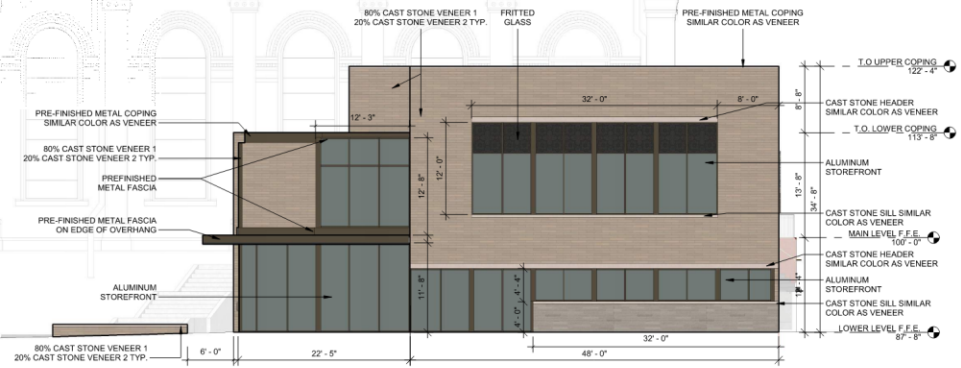 80% CAST STONE VENEER 1
20% CAST STONE VENEER 2 TYP.
FRITTED
GLASS
PRE-FINISHED METAL COPING
SIMILAR COLOR AS VENEER
T.O UPPER COPING
122' - 4"
8' - 8"
32' - 0"
8' - 0"
CAST STONE HEADER
SIMILAR COLOR AS VENEER
PRE-FINISHED METAL COPING
SIMILAR COLOR AS VENEER
12' - 3"
T.O. LOWER COPING
113' - 8"
80% CAST STONE VENEER 1
20% CAST STONE VENEER 2 TYP.
12' - 8"
12' - 0"
ALUMINUM
STOREFRONT
PREFINISHED
METAL FASCIA
13' - 8"
34' - 8"
PRE-FINISHED METAL FASCIA
ON EDGE OF OVERHANG
CAST STONE SILL SIMILAR
COLOR AS VENEER
MAIN LEVEL F.F.E.
100' - 0"
CAST STONE HEADER
SIMILAR COLOR AS VENEER
ALUMINUM
STOREFRONT
11' - 8"
4' - 4"
4' - 0"
ALUMINUM
STOREFRONT
CAST STONE SILL SIMILAR
COLOR AS VENEER
LOWER LEVEL F.F.E.
87' - 8"
80% CAST STONE VENEER 1
20% CAST STONE VENEER 2 TYP.
6' - 0"
22' - 5"
32' - 0"
48' - 0"